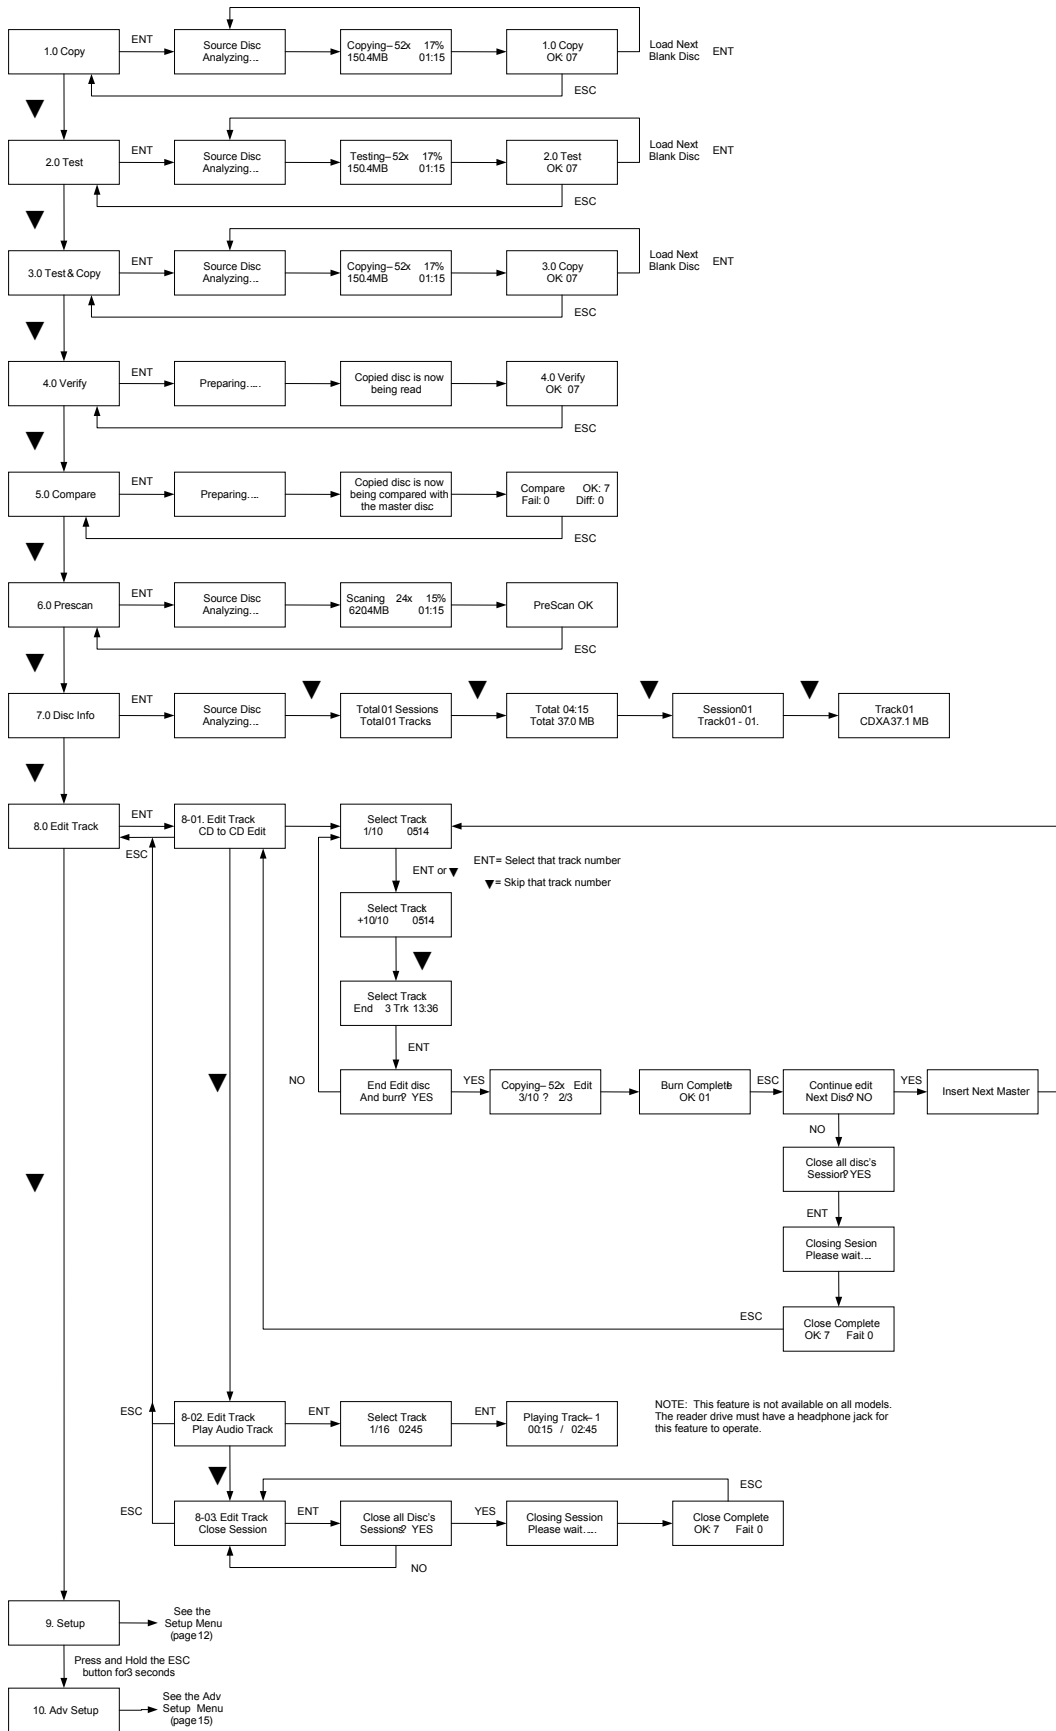 1.0 Copy
ENT
Source Disc
Analyzing....
Copying– 52x 17%
150.4MB 01:15
1.0 Copy
OK: 07
Load Next
Blank Disc
ENT
ESC
▼
2.0 Test
ENT
Source Disc
Analyzing....
Testing– 52x 17%
150.4MB 01:15
2.0 Test
OK: 07
Load Next
Blank Disc
ENT
ESC
▼
3.0 Test & Copy
ENT
Source Disc
Analyzing....
Copying– 52x 17%
150.4MB 01:15
3.0 Copy
OK: 07
Load Next
Blank Disc
ENT
ESC
▼
4.0 Verify
ENT
Preparing.....
Copied disc is now
being read
4.0 Verify
OK: 07
ESC
▼
5.0 Compare
ENT
Preparing....
Copied disc is now
being compared with
the master disc
Compare OK: 7
Fail: 0 Diff: 0
ESC
▼
6.0 Prescan
ENT
Source Disc
Analyzing....
Scaning 24x 15%
620.4MB 01:15
PreScan OK
ESC
▼
7.0 Disc Info
ENT
Source Disc
Analyzing....
▼
Total 01 Sessions
Total 01 Tracks
▼
Total: 04:15
Total: 37.0 MB
▼
Session 01
Track 01 - 01.
▼
Track 01
CDXA 37.1 MB
▼
8.0 Edit Track
ENT
ESC
8-01. Edit Track
CD to CD Edit
Select Track:
1/10 05:14
ENT or ▼
ENT = Select that track number
▼ = Skip that track number
Select Track:
+10/10 05:14
▼
Select Track:
End 3 Trk 13:36
ENT
NO
End Edit disc
And burn? YES
YES
Copying– 52x Edit
3/10 ? 2/3
Burn Complete!
OK: 01
ESC
Continue edit
Next Disc? NO
YES
Insert Next Master
NO
Close all disc's
Session? YES
ENT
Closing Sesion
Please wait....
Close Complete
OK: 7 Fail: 0
ESC
▼
▼
ESC
8-02. Edit Track
Play Audio Track
ENT
Select Track:
1/16 02:45
ENT
Playing Track– 1
00:15 / 02:45
NOTE: This feature is not available on all models.
The reader drive must have a headphone jack for
this feature to operate.
▼
ESC
8-03. Edit Track
Close Session
ENT
Close all Disc's
Sessions? YES
YES
Closing Session
Please wait.....
Close Complete
OK: 7 Fail: 0
ESC
NO
9. Setup
See the
Setup Menu
(page 12)
Press and Hold the ESC
button for 3 seconds
10. Adv Setup
See the Adv
Setup Menu
(page 15)